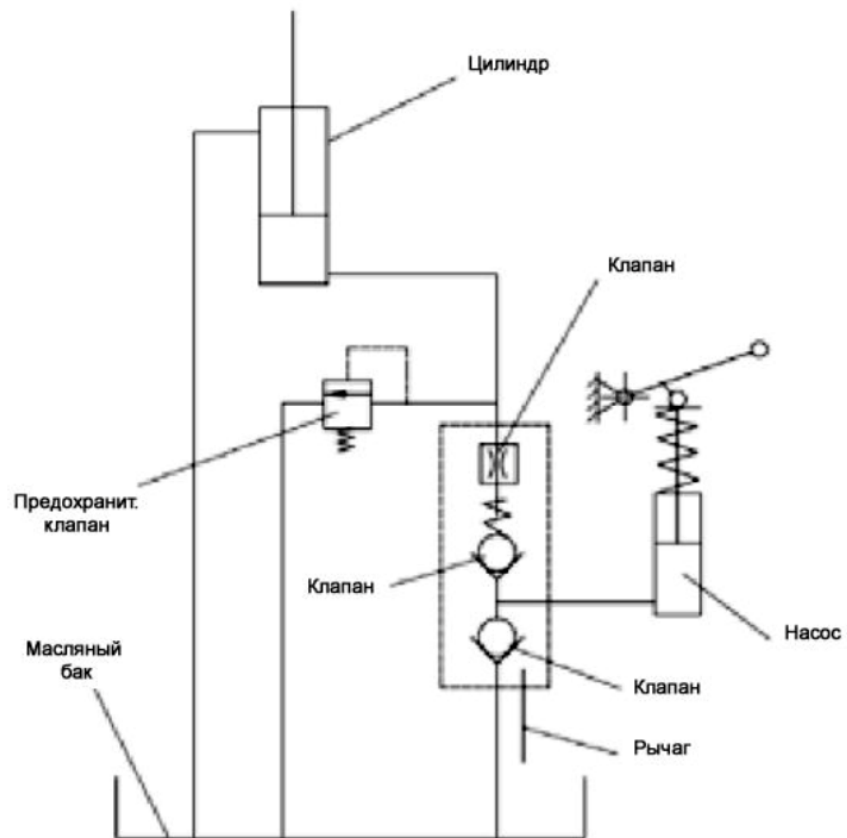 Цилиндр
Клапан
Предохранит.
клапан
Клапан
Насос
Масляный
бак
Клапан
Рычаг